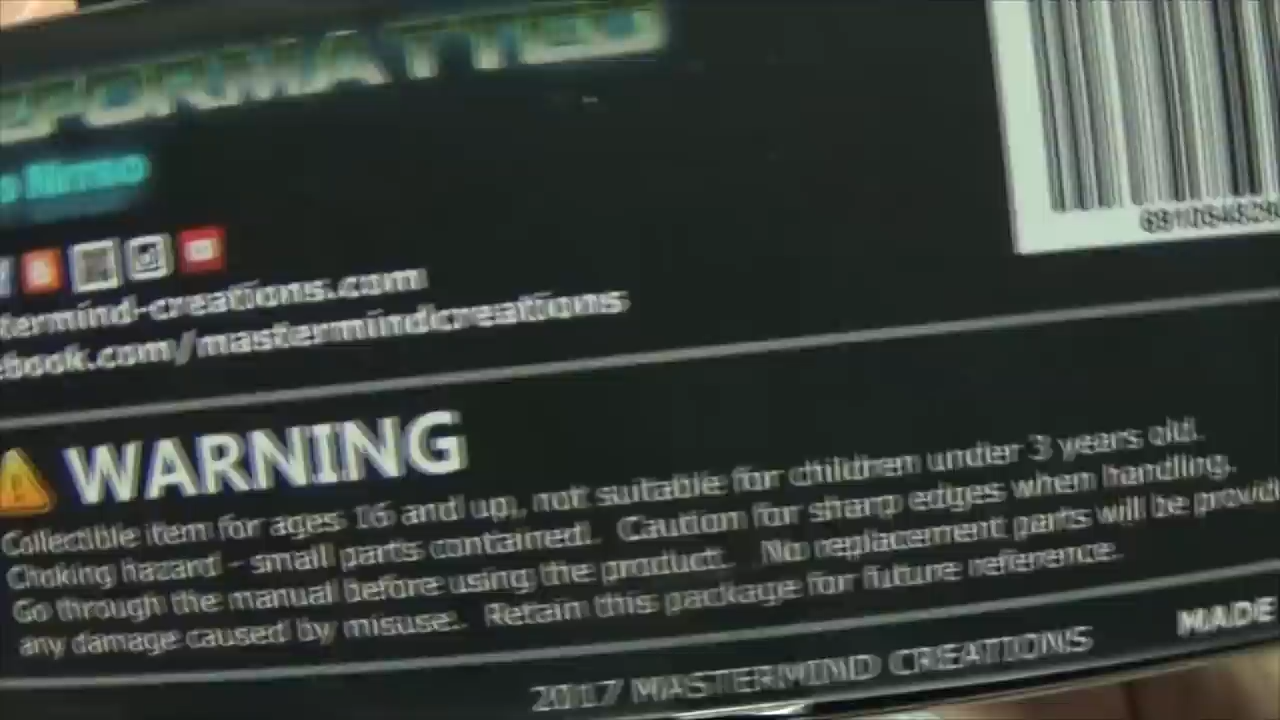 FORMATTED
termind-creations.com
ebook.com/mastermindcreations
WARNING
Collectible item for ages 16 and up, not suitable for children under 3 years old.
Choking hazard - small parts contained. Caution for sharp edges when handling.
Go through the manual before using the product. No replacement parts will be provid
any damage caused by misuse. Retain this package for future reference.
2017 MASTERMIND CREATIONS
MADE